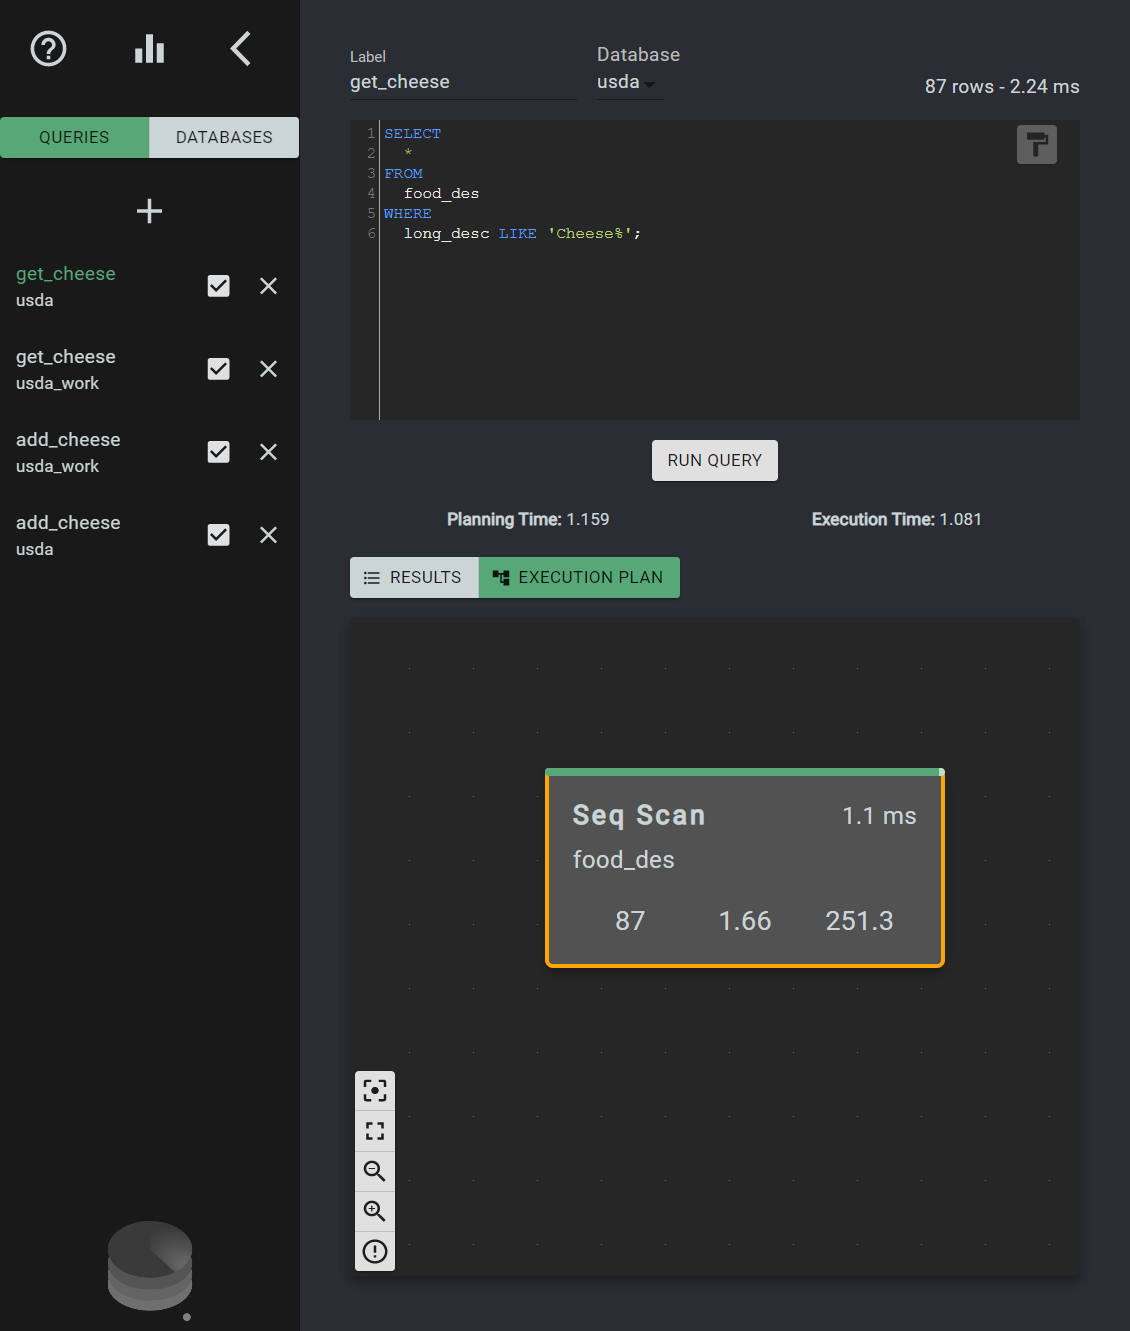 QUERIES
DATABASES
get_cheese
usda
get_cheese
usda_work
add_cheese
usda_work
add_cheese
usda
Label
get_cheese
Database
usda
87 rows - 2.24 ms
1 SELECT
2 *
3 FROM
4 food_des
5 WHERE
6 long_desc LIKE 'Cheese%';
RUN QUERY
Planning Time: 1.159
Execution Time: 1.081
RESULTS
EXECUTION PLAN
Seq Scan 1.1 ms
food_des
87 1.66 251.3